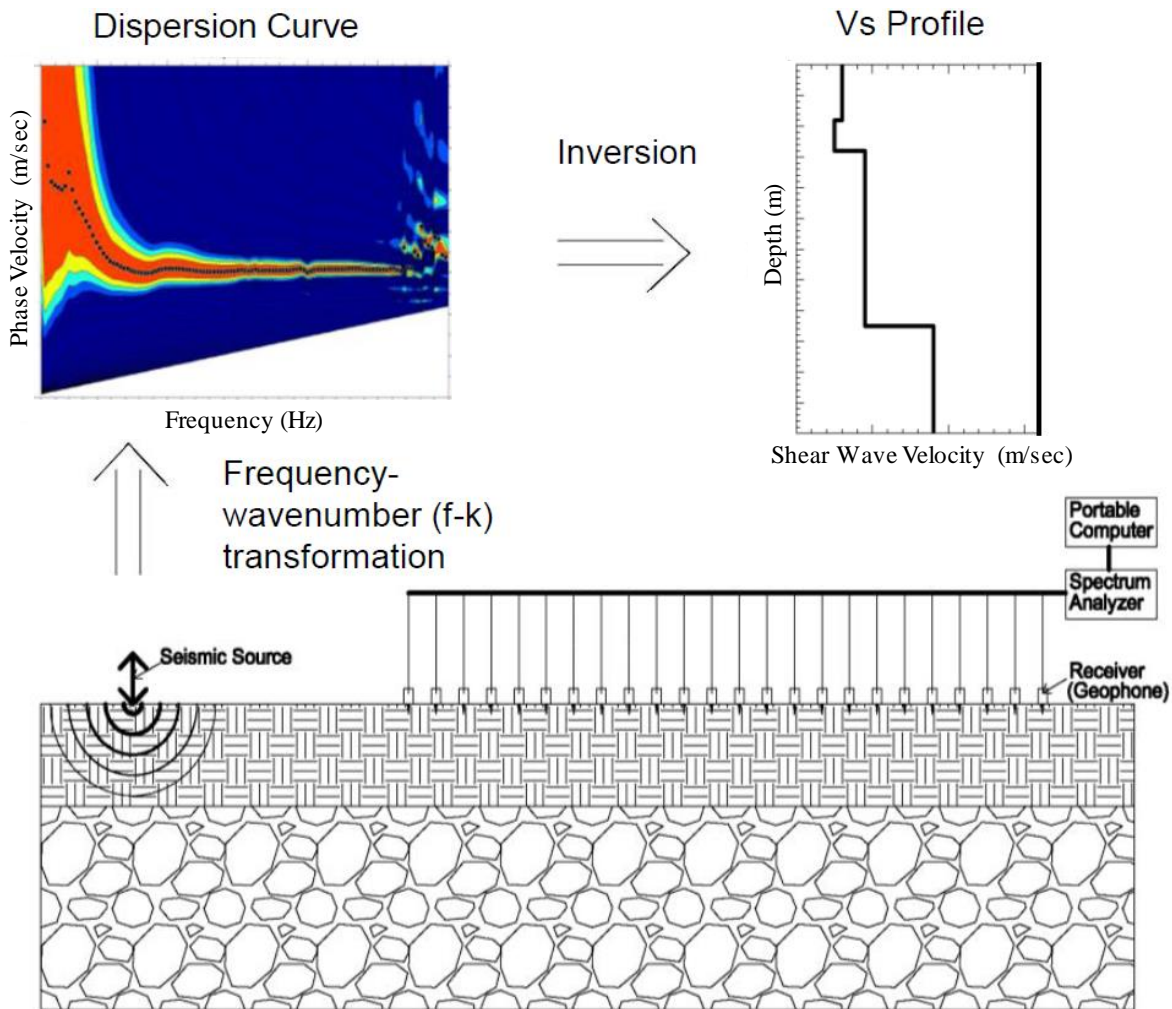 Dispersion Curve
Vs Profile
Phase Velocity (m/sec)
Frequency (Hz)
Inversion
Depth (m)
Shear Wave Velocity (m/sec)
Frequency-
wavenumber (f-k)
transformation
Portable
Computer
Spectrum
Analyzer
Seismic Source
Receiver
(Geophone)